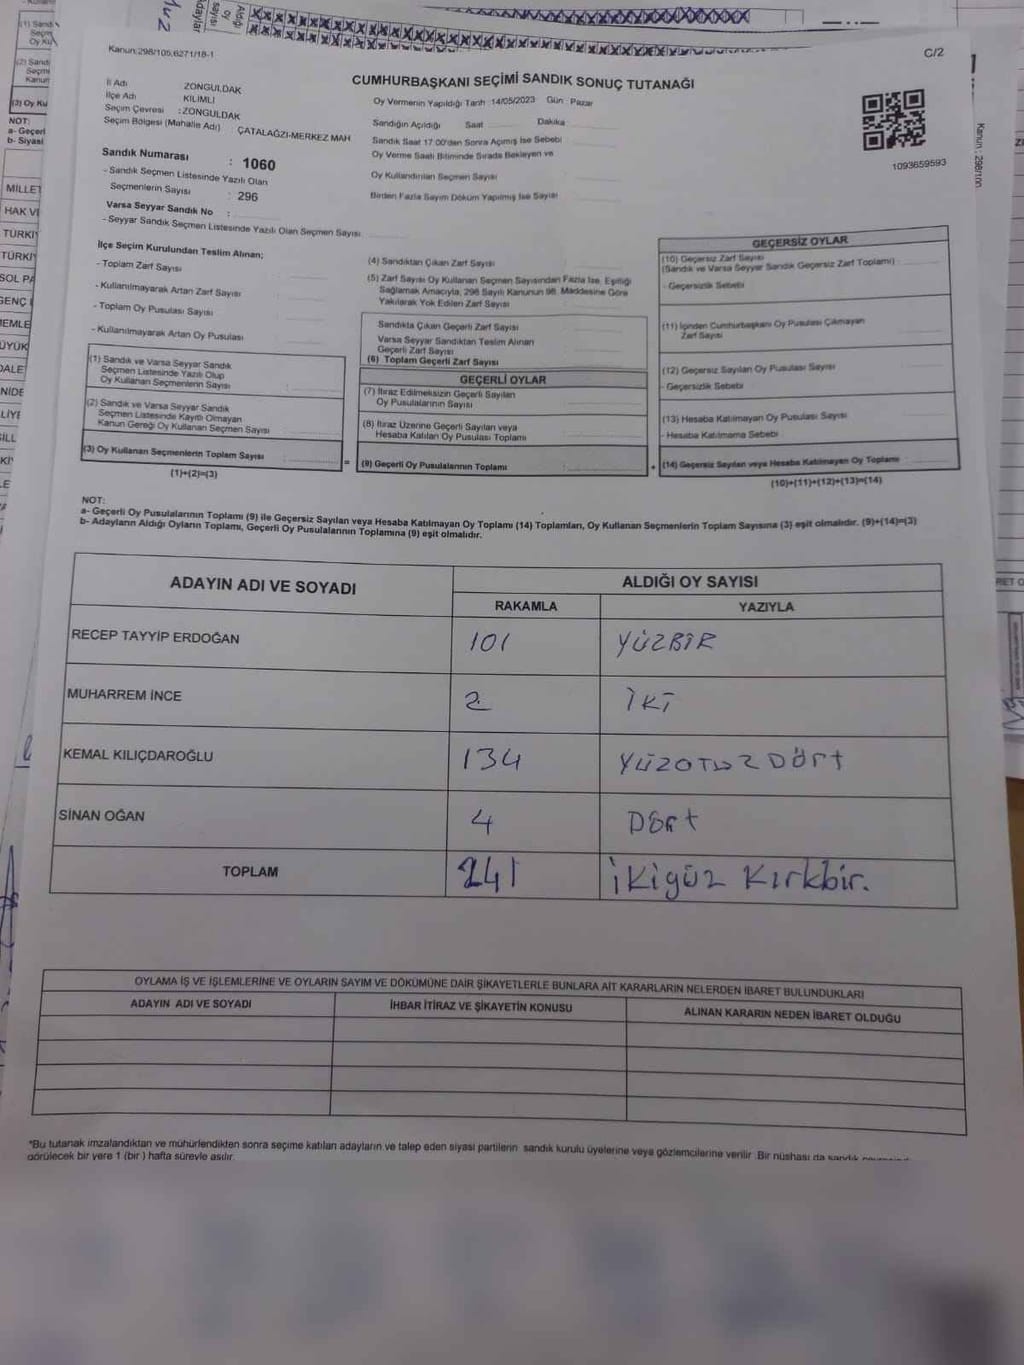 Kanun:298/105,6271/18-1
C/2
CUMHURBAŞKANI SEÇİMİ SANDIK SONUÇ TUTANAĞI
İl Adı ZONGULDAK
İlçe Adı KİLİMLİ
Seçim Çevresi : ZONGULDAK
Seçim Bölgesi (Mahalle Adı) ÇATALAĞZI-MERKEZ MAH
Oy Vermenin Yapıldığı Tarih :14/05/2023 Gün : Pazar
Sandığın Açıldığı Saat Dakika
Sandık Saat 17:00'den Sonra Açımış İse Sebebi
Oy Verme Saati Bitiminde Sırada Bekleyen ve
Oy Kullandırılan Seçmen Sayısı
Birden Fazla Sayım Döküm Yapılmış İse Sayısı
1093659593
Sandık Numarası : 1060
- Sandık Seçmen Listesinde Yazılı Olan
Seçmenlerin Sayısı : 296
Varsa Seyyar Sandık No :
- Seyyar Sandık Seçmen Listesinde Yazılı Olan Seçmen Sayısı
İlçe Seçim Kurulundan Teslim Alınan;
- Toplam Zarf Sayısı
- Kullanılmayarak Artan Zarf Sayısı
- Toplam Oy Pusulası Sayısı
- Kullanılmayarak Artan Oy Pusulası
(1) Sandık ve Varsa Seyyar Sandık
Seçmen Listesinde Yazılı Olup
Oy Kullanan Seçmenlerin Sayısı
(2) Sandık ve Varsa Seyyar Sandık
Seçmen Listesinde Kayıtlı Olmayan
Kanun Gereği Oy Kullanan Seçmen Sayısı
(3) Oy Kullanan Seçmenlerin Toplam Sayısı
(1)+(2)=(3)
(4) Sandıktan Çıkan Zarf Sayısı
(5) Zarf Sayısı Oy Kullanan Seçmen Sayısından Fazla İse, Eşitliği
Sağlamak Amacıyla, 298 Sayılı Kanunun 98. Maddesine Göre
Yakılarak Yok Edilen Zarf Sayısı
Sandıkta Çıkan Geçerli Zarf Sayısı
Varsa Seyyar Sandıktan Teslim Alınan
Geçerli Zarf Sayısı
(6) Toplam Geçerli Zarf Sayısı
GEÇERLİ OYLAR
(7) İtiraz Edilmeksizin Geçerli Sayılan
Oy Pusulalarının Sayısı
(8) İtiraz Üzerine Geçerli Sayılan veya
Hesaba Katılan Oy Pusulası Toplamı
= (9) Geçerli Oy Pusulalarının Toplamı
GEÇERSİZ OYLAR
(10) Geçersiz Zarf Sayısı
(Sandık ve Varsa Seyyar Sandık Geçersiz Zarf Toplamı)
- Geçersizlik Sebebi
(11) İçinden Cumhurbaşkanı Oy Pusulası Çıkmayan
Zarf Sayısı
(12) Geçersiz Sayılan Oy Pusulası Sayısı
- Geçersizlik Sebebi
(13) Hesaba Katılmayan Oy Pusulası Sayısı
- Hesaba Katılmama Sebebi
+ (14) Geçersiz Sayılan veya Hesaba Katılmayan Oy Toplamı
(10)+(11)+(12)+(13)=(14)
NOT:
a- Geçerli Oy Pusulalarının Toplamı (9) ile Geçersiz Sayılan veya Hesaba Katılmayan Oy Toplamı (14) Toplamları, Oy Kullanan Seçmenlerin Toplam Sayısına (3) eşit olmalıdır. (9)+(14)=(3)
b- Adayların Aldığı Oyların Toplamı, Geçerli Oy Pusulalarının Toplamına (9) eşit olmalıdır.
ADAYIN ADI VE SOYADI ALDIĞI OY SAYISI
RAKAMLA YAZIYLA
RECEP TAYYİP ERDOĞAN 101 YÜZBİR
MUHARREM İNCE 2 İKİ
KEMAL KILIÇDAROĞLU 134 YÜZOTUZDÖrt
SİNAN OĞAN 4 DÖRt
TOPLAM 241 İkiyüz Kırkbir.
OYLAMA İŞ VE İŞLEMLERİNE VE OYLARIN SAYIM VE DÖKÜMÜNE DAİR ŞİKAYETLERLE BUNLARA AİT KARARLARIN NELERDEN İBARET BULUNDUKLARI
ADAYIN ADI VE SOYADI İHBAR İTİRAZ VE ŞİKAYETİN KONUSU ALINAN KARARIN NEDEN İBARET OLDUĞU
*Bu tutanak imzalandıktan ve mühürlendikten sonra seçime katılan adayların ve talep eden siyasi partilerin sandık kurulu üyelerine veya gözlemcilerine verilir. Bir nüshası da sandık
görülecek bir yere 1 (bir) hafta süreyle asılır.